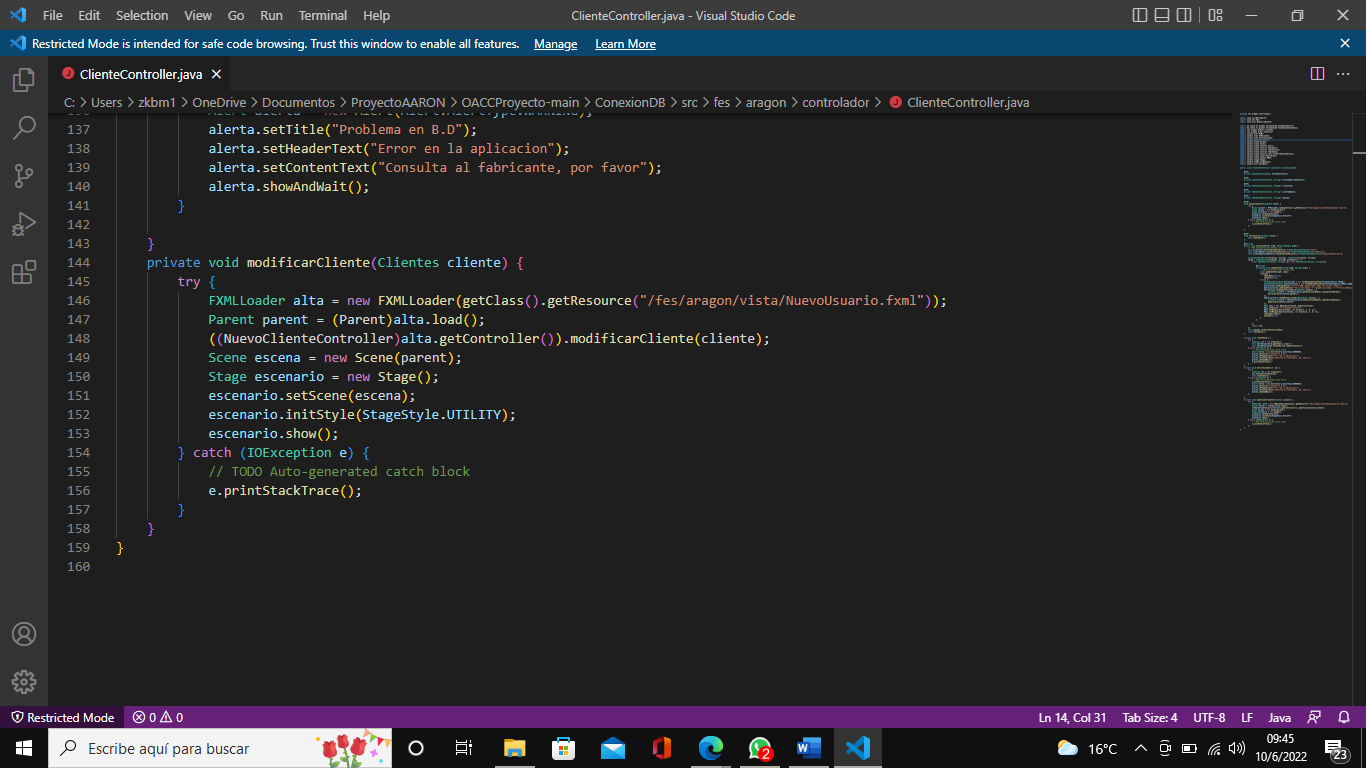 File Edit Selection View Go Run Terminal Help ClienteController.java - Visual Studio Code
Restricted Mode is intended for safe code browsing. Trust this window to enable all features. Manage Learn More
ClienteController.java
C: > Users > zkbm1 > OneDrive > Documentos > ProyectoAARON > OACCProyecto-main > ConexionDB > src > fes > aragon > controlador > ClienteController.java
137 alerta.setTitle("Problema en B.D");
138 alerta.setHeaderText("Error en la aplicacion");
139 alerta.setContentText("Consulta al fabricante, por favor");
140 alerta.showAndWait();
141 }
142
143 }
144 private void modificarCliente(Clientes cliente) {
145 try {
146 FXMLLoader alta = new FXMLLoader(getClass().getResource("/fes/aragon/vista/NuevoUsuario.fxml"));
147 Parent parent = (Parent)alta.load();
148 ((NuevoClienteController)alta.getController()).modificarCliente(cliente);
149 Scene escena = new Scene(parent);
150 Stage escenario = new Stage();
151 escenario.setScene(escena);
152 escenario.initStyle(StageStyle.UTILITY);
153 escenario.show();
154 } catch (IOException e) {
155 // TODO Auto-generated catch block
156 e.printStackTrace();
157 }
158 }
159 }
160
Restricted Mode 0 0 Ln 14, Col 31 Tab Size: 4 UTF-8 LF Java
Escribe aquí para buscar 2 16°C 09:45
10/6/2022 23